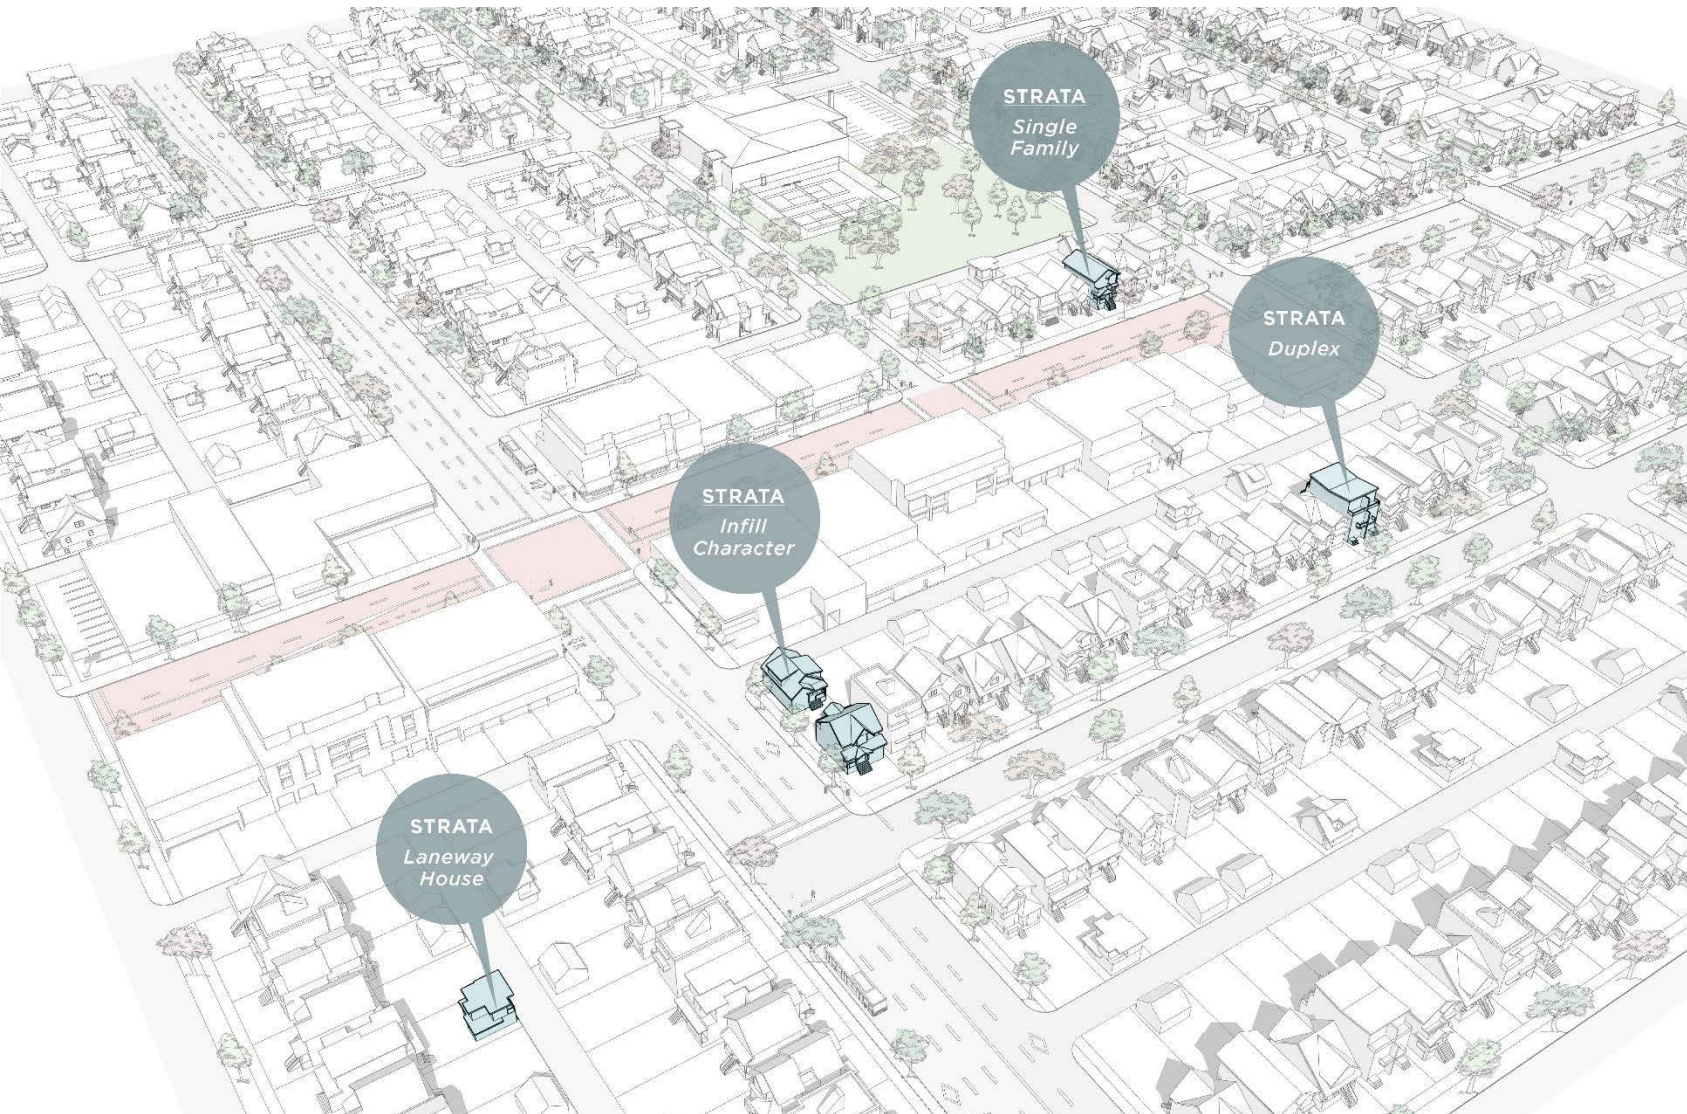 STRATA
Single
Family
STRATA
Duplex
STRATA
Infill
Character
STRATA
Laneway
House